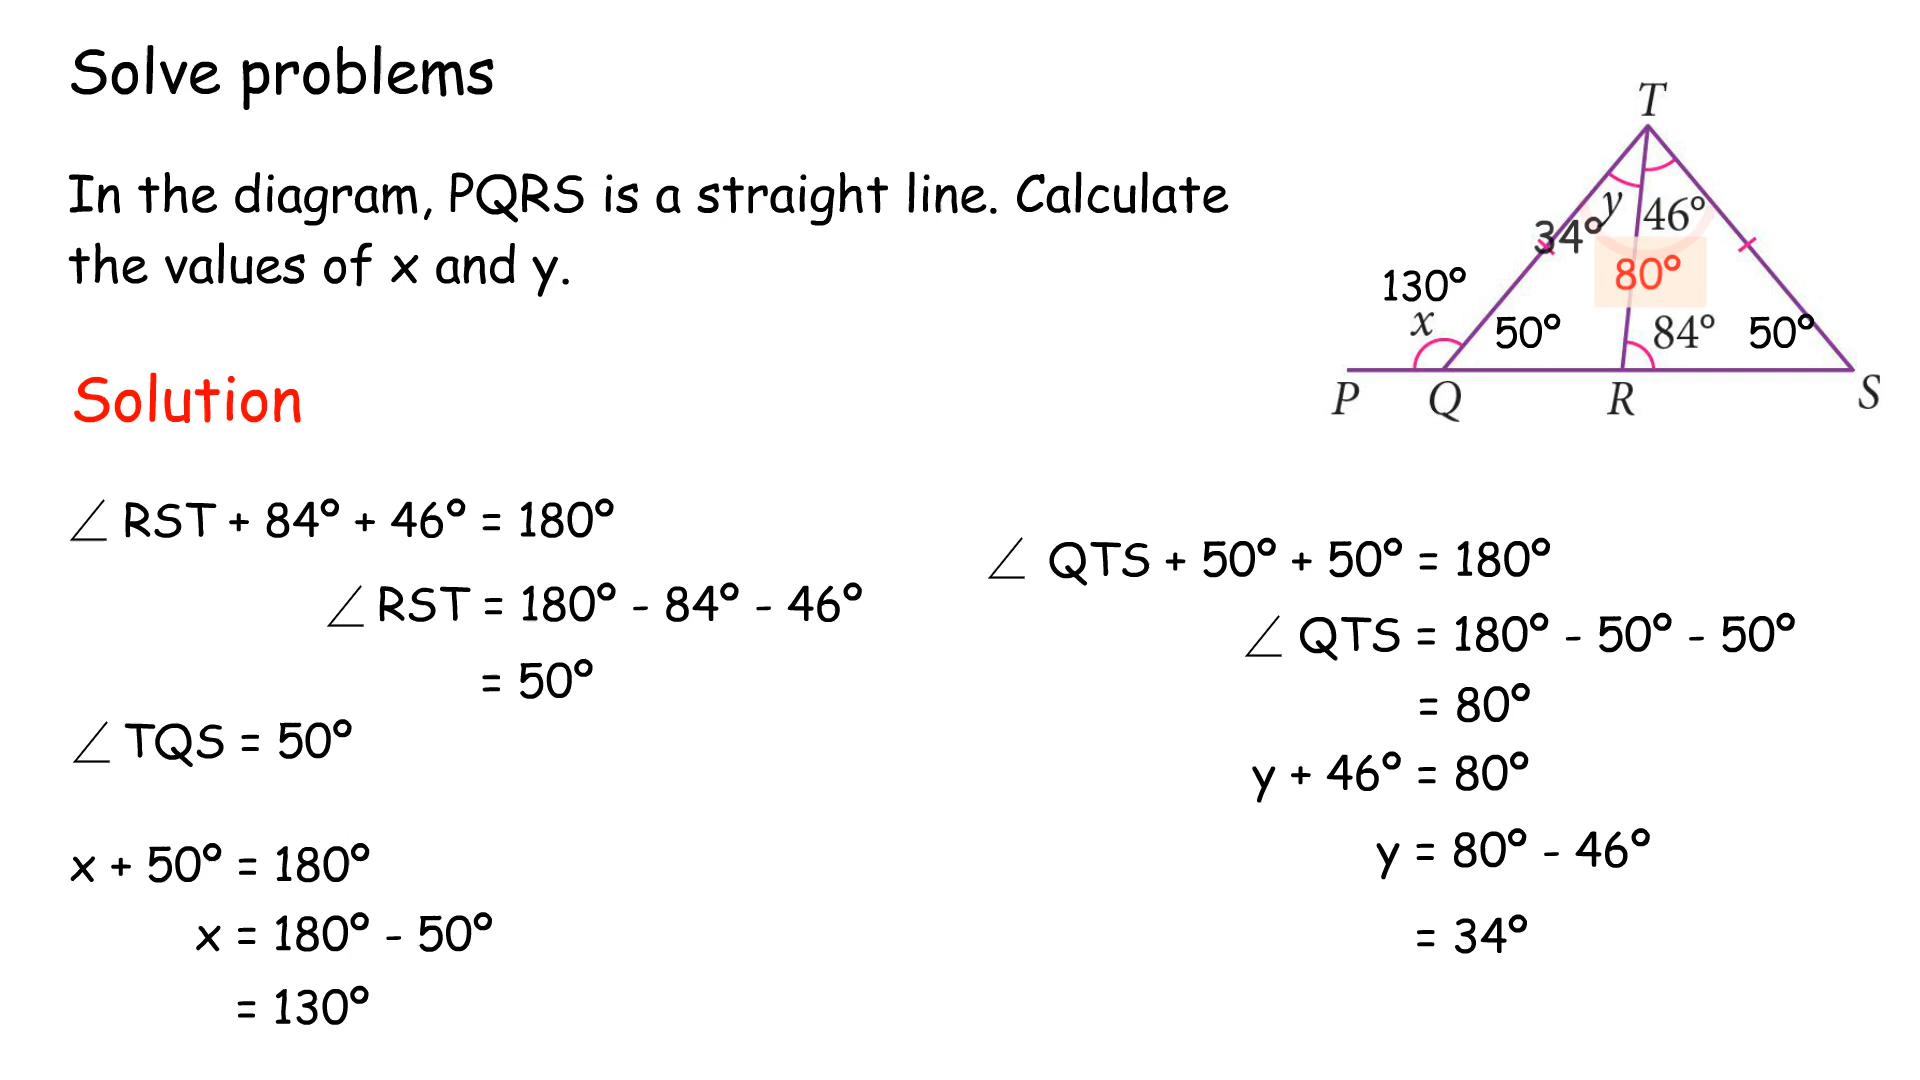 Solve problems
In the diagram, PQRS is a straight line. Calculate
the values of x and y.
T
y 46°
34°
80°
130°
x 50° 84° 50°
P Q R S
Solution
∠RST + 84° + 46° = 180°
∠RST = 180° - 84° - 46°
= 50°
∠TQS = 50°
x + 50° = 180°
x = 180° - 50°
= 130°
∠QTS + 50° + 50° = 180°
∠QTS = 180° - 50° - 50°
= 80°
y + 46° = 80°
y = 80° - 46°
= 34°